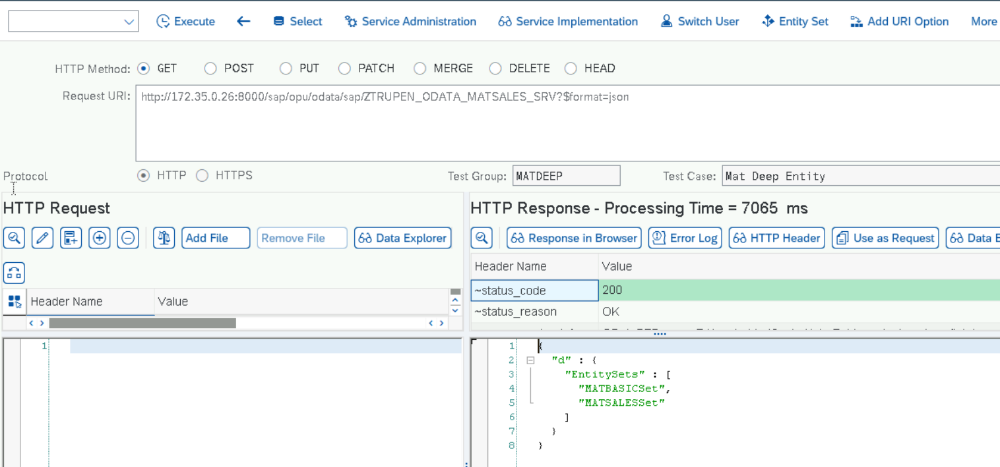 Execute Select Service Administration Service Implementation Switch User Entity Set Add URI Option More
HTTP Method: GET POST PUT PATCH MERGE DELETE HEAD
Request URI: http://172.35.0.26:8000/sap/opu/odata/sap/ZTRUPEN_ODATA_MATSALES_SRV?$format=json
Protocol HTTP HTTPS Test Group: MATDEEP Test Case: Mat Deep Entity
HTTP Request
Add File Remove File Data Explorer
Header Name Value
1
HTTP Response - Processing Time = 7065 ms
Response in Browser Error Log HTTP Header Use as Request Data E
Header Name Value
~status_code 200
~status_reason OK
1 {
2 "d" : {
3 "EntitySets" : [
4 "MATBASICSet",
5 "MATSALESSet"
6 ]
7 }
8 }